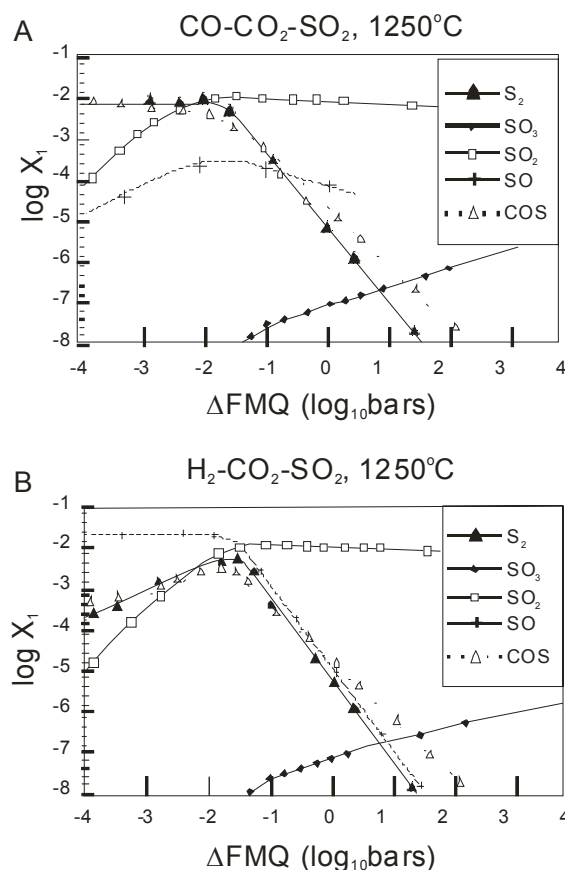 A
CO-CO₂-SO₂, 1250°C
-1
-2
-3
-4
-5
-6
-7
-8
log X₁
S₂
SO₃
SO₂
SO
COS
-4 -3 -2 -1 0 1 2 3 4
ΔFMQ (log₁₀bars)
B
H₂-CO₂-SO₂, 1250°C
-1
-2
-3
-4
-5
-6
-7
-8
log X₁
S₂
SO₃
SO₂
SO
COS
-4 -3 -2 -1 0 1 2 3 4
ΔFMQ (log₁₀bars)